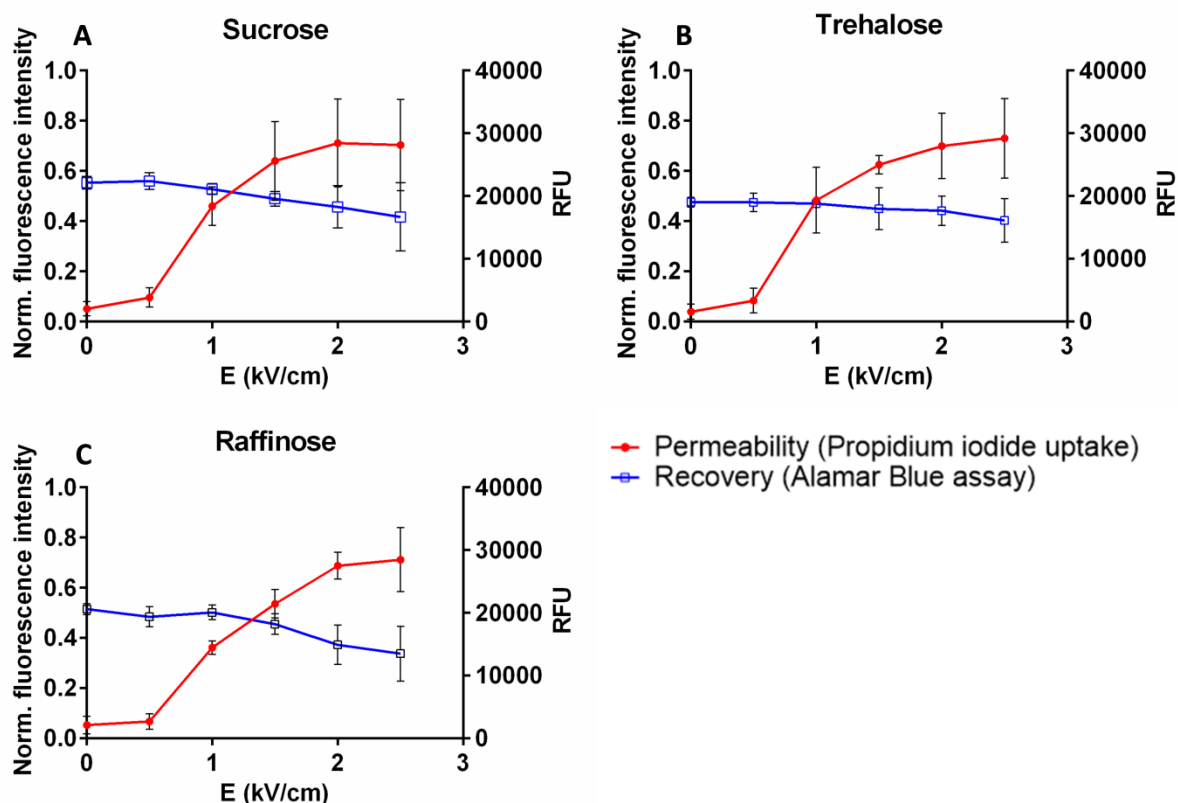 A Sucrose
Norm. fluorescence intensity
1.0
0.8
0.6
0.4
0.2
0.0
40000
30000
20000
10000
0
RFU
0 1 2 3
E (kV/cm)
B Trehalose
Norm. fluorescence intensity
1.0
0.8
0.6
0.4
0.2
0.0
40000
30000
20000
10000
0
RFU
0 1 2 3
E (kV/cm)
C Raffinose
Norm. fluorescence intensity
1.0
0.8
0.6
0.4
0.2
0.0
40000
30000
20000
10000
0
RFU
0 1 2 3
E (kV/cm)
Permeability (Propidium iodide uptake)
Recovery (Alamar Blue assay)